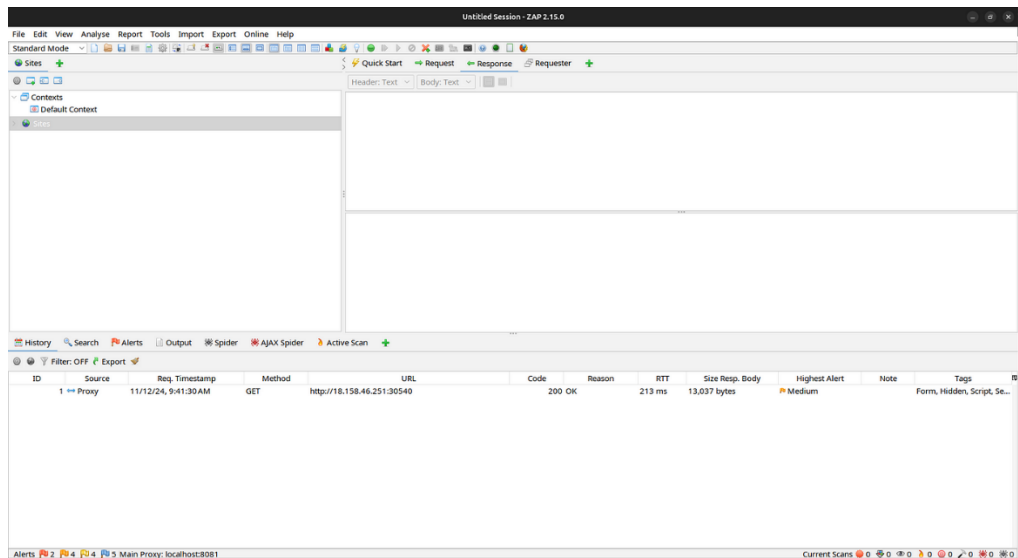 Untitled Session - ZAP 2.15.0
File Edit View Analyse Report Tools Import Export Online Help
Standard Mode
Sites
Quick Start Request Response Requester
Header: Text Body: Text
Contexts
Default Context
Sites
History Search Alerts Output Spider AJAX Spider Active Scan
Filter: OFF Export
ID Source Req. Timestamp Method URL Code Reason RTT Size Resp. Body Highest Alert Note Tags
1 Proxy 11/12/24, 9:41:30 AM GET http://18.158.46.251:30540 200 OK 213 ms 13,037 bytes Medium Form, Hidden, Script, Se...
Alerts 2 4 4 5 Main Proxy: localhost:8081 Current Scans 0 0 0 0 0 0 0 0